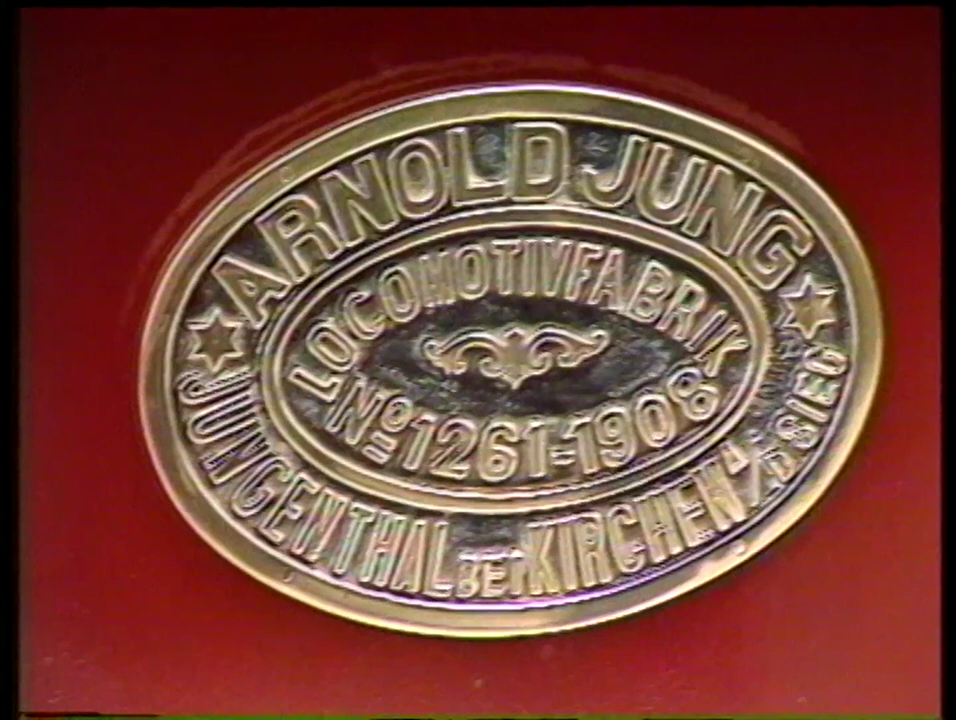 ARNOLD JUNG
LOCOMOTIVFABRIK
No 1261=1908
JUNGENTHAL BEI KIRCHEN A/D SIEG